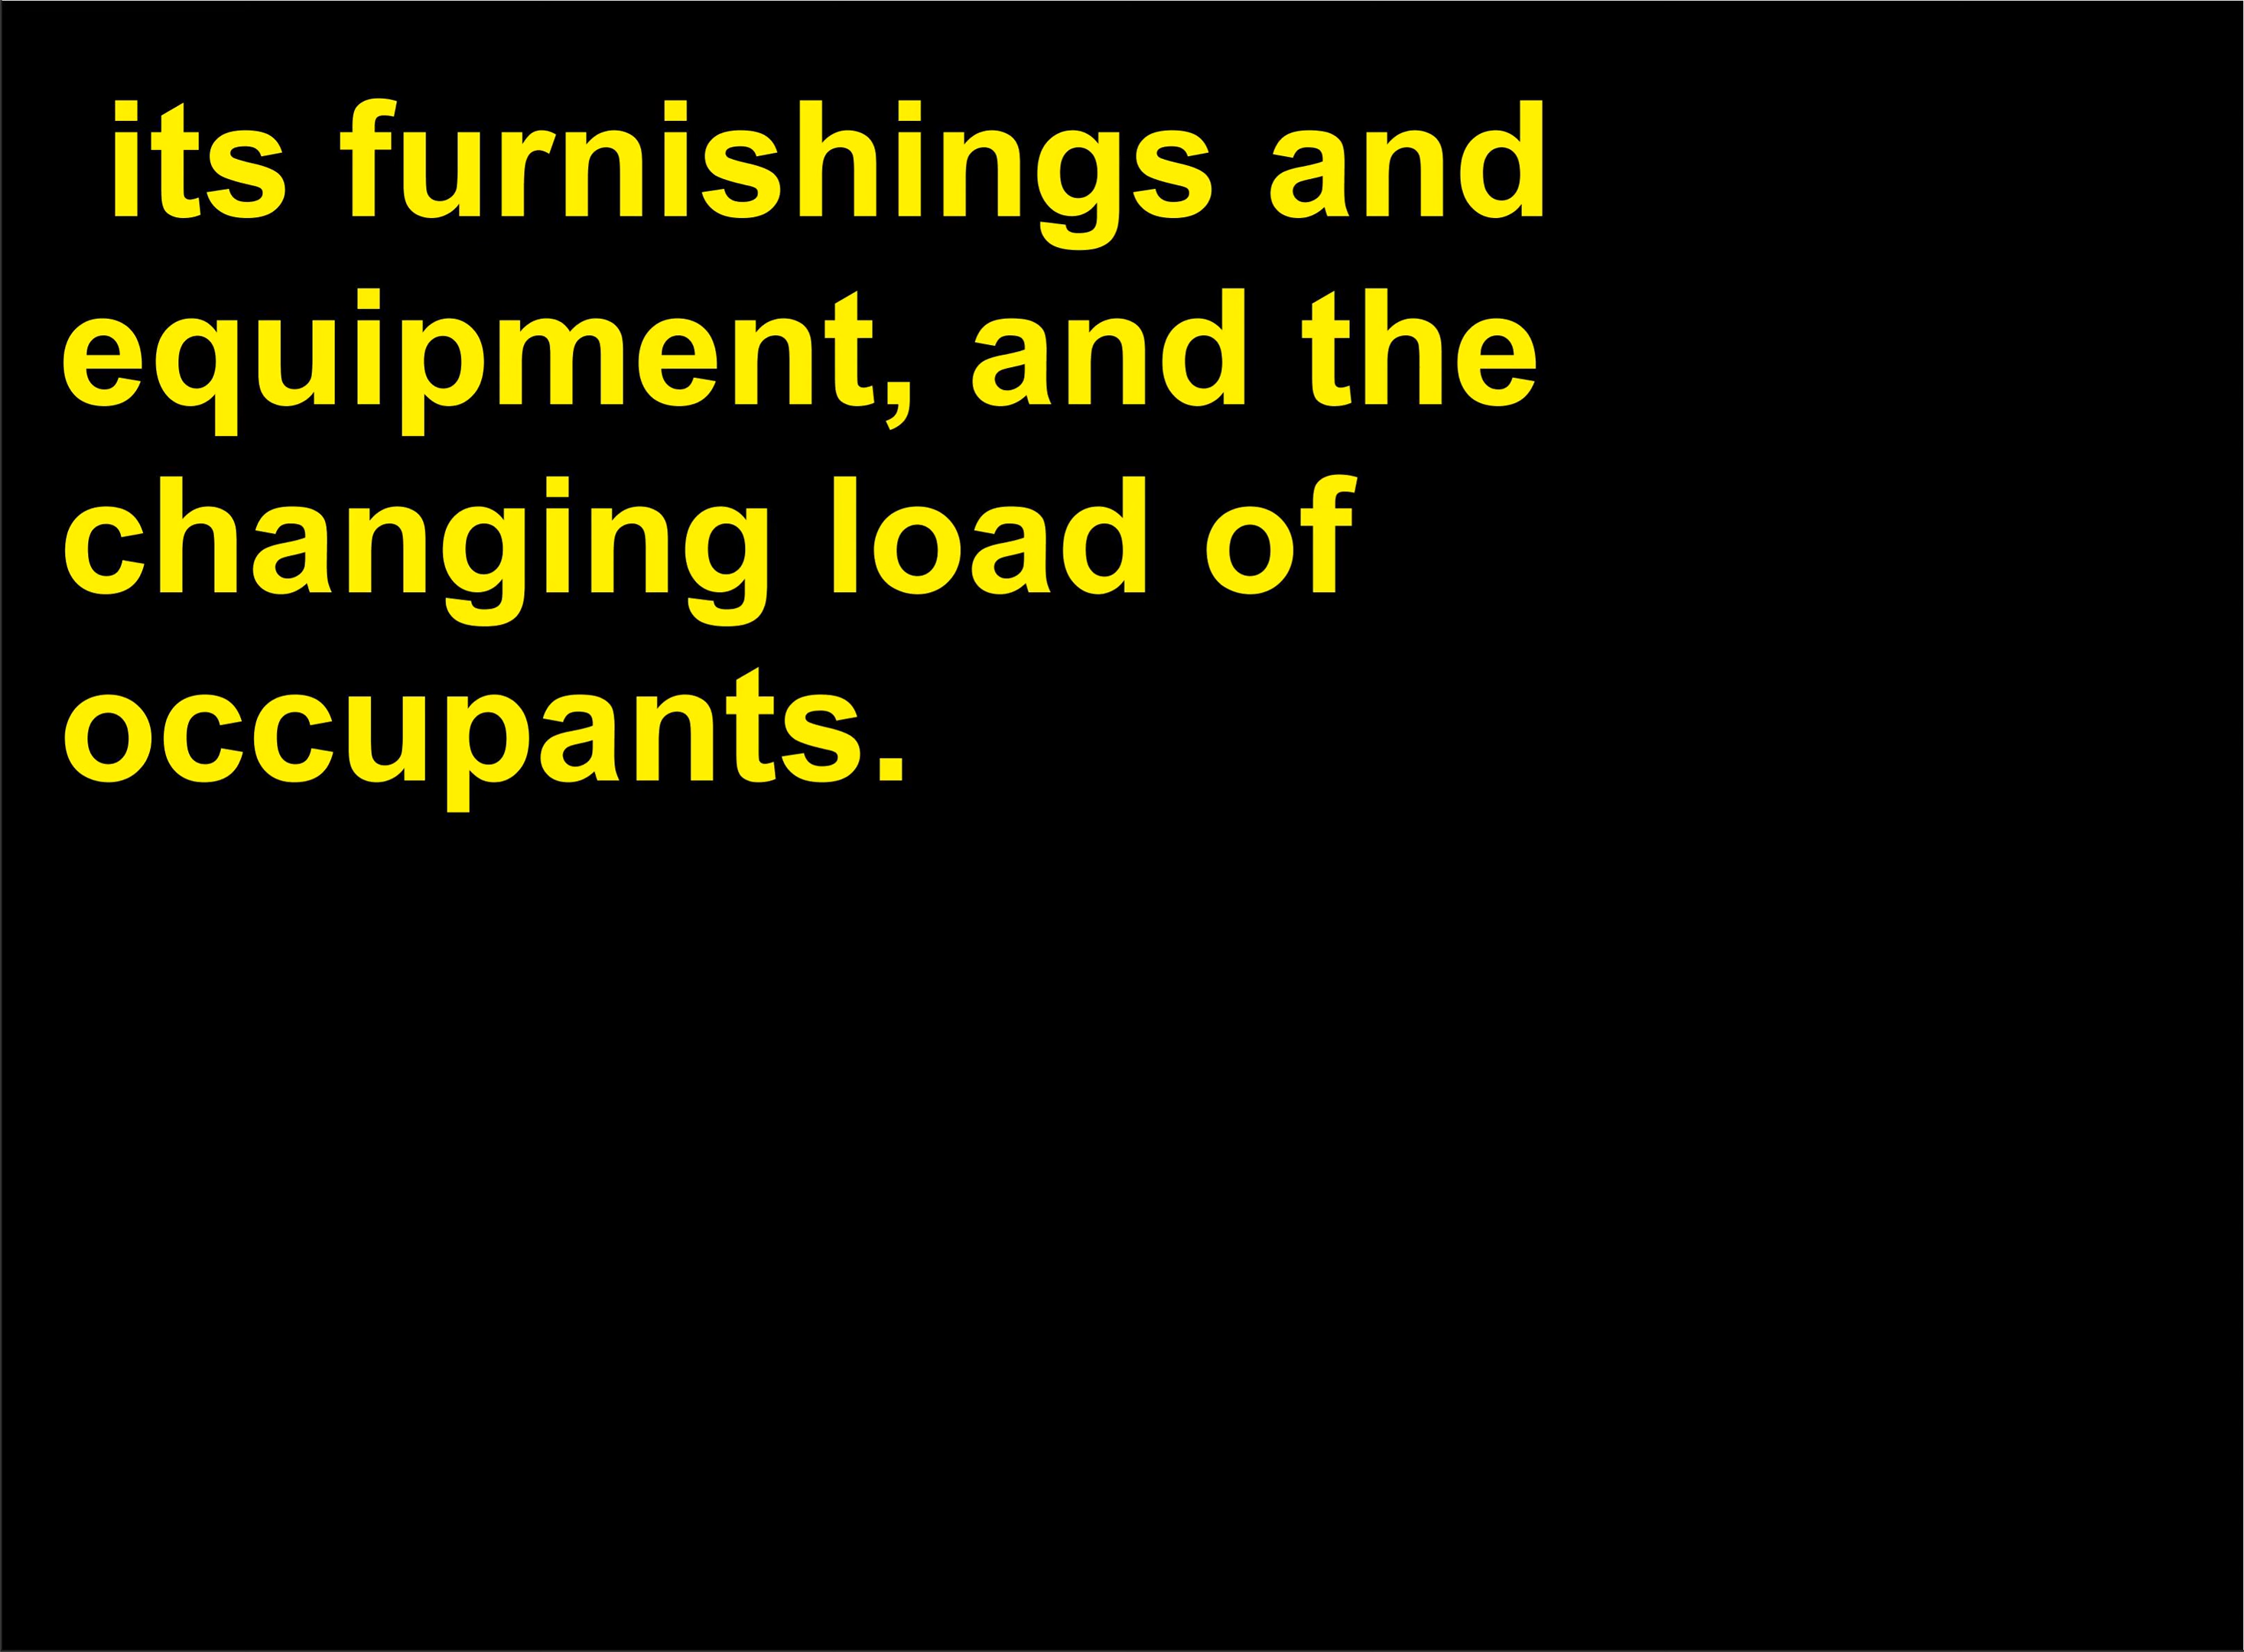 its furnishings and
equipment, and the
changing load of
occupants.